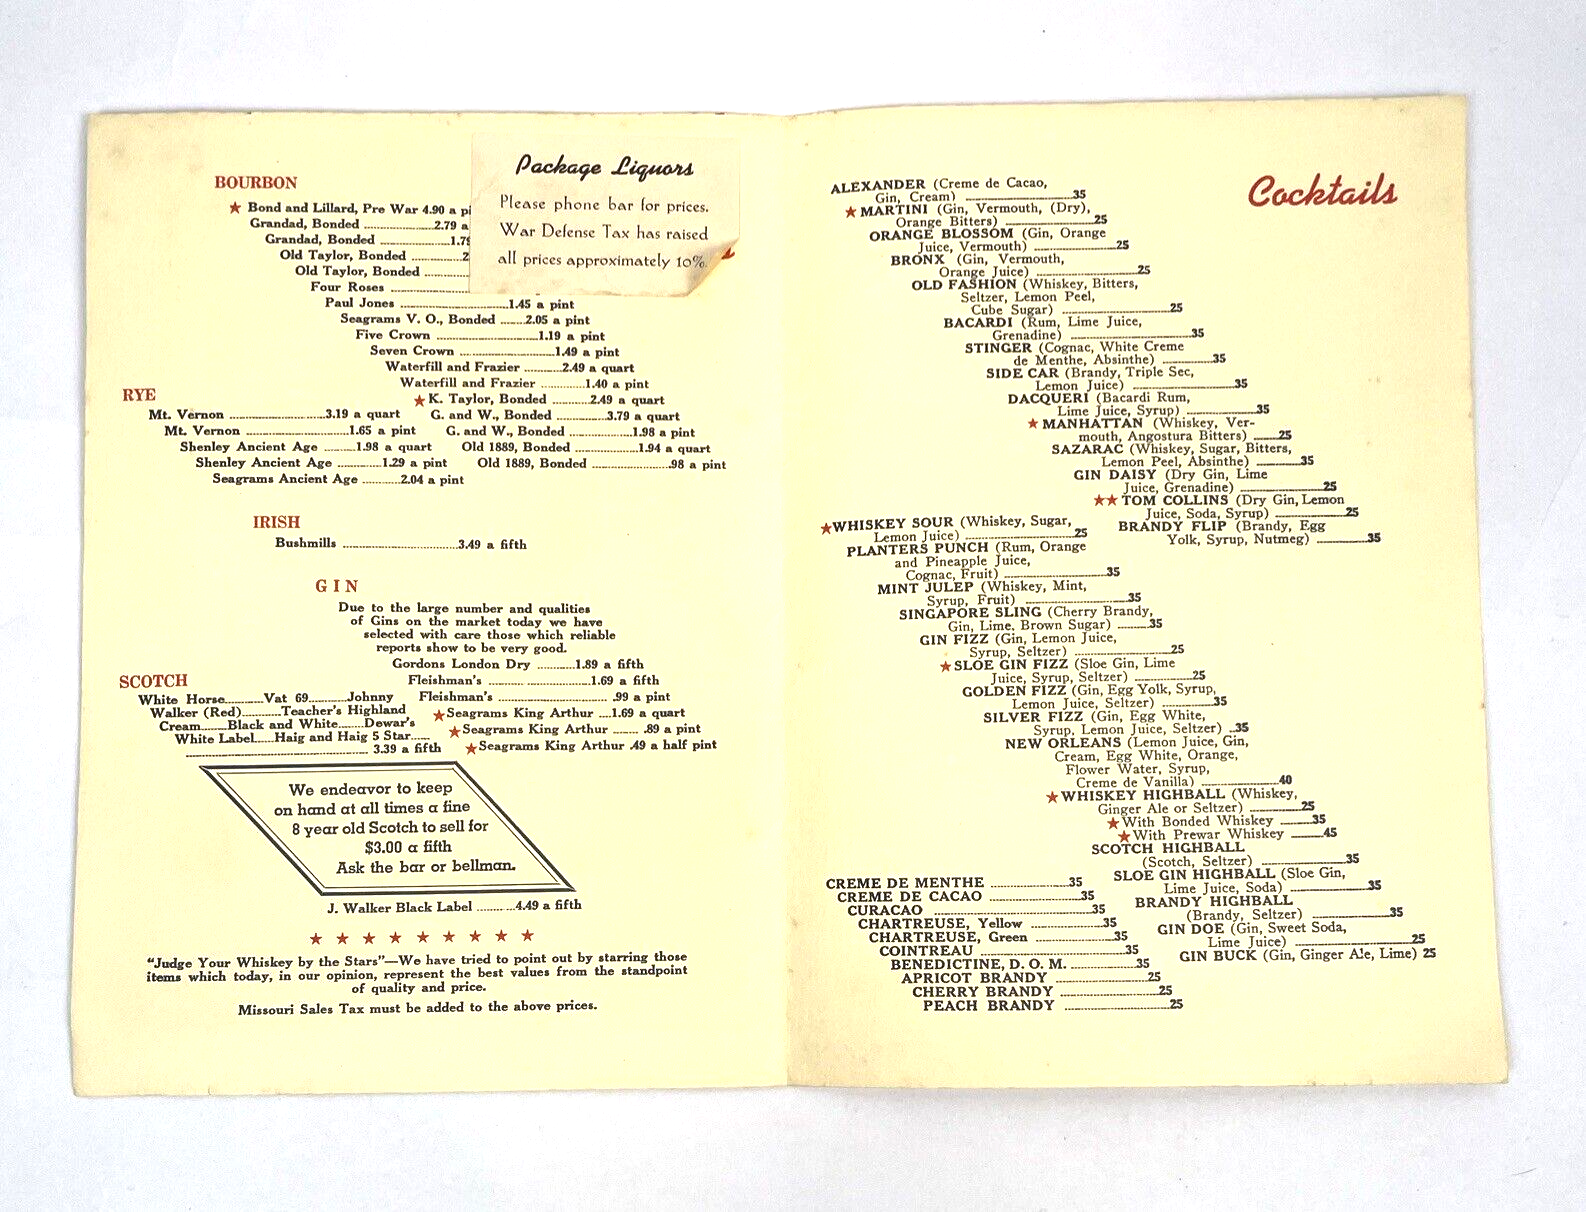 BOURBON
★ Bond and Lillard, Pre War 4.90 a
Grandad, Bonded ....................2.79 a
Grandad, Bonded ....................
Old Taylor, Bonded ..............
Old Taylor, Bonded ..............
Four Roses ......................
Paul Jones ..............................1.45 a pint
Seagrams V. O., Bonded ........2.05 a pint
Five Crown ............................1.19 a pint
Seven Crown ..........................1.49 a pint
Waterfill and Frazier ...........2.49 a quart
Waterfill and Frazier .............1.40 a pint
★ K. Taylor, Bonded ...........2.49 a quart
G. and W., Bonded ..............3.79 a quart
G. and W., Bonded ..................1.98 a pint
Old 1889, Bonded ..................1.94 a quart
Old 1889, Bonded ......................98 a pint
Package Liquors
Please phone bar for prices.
War Defense Tax has raised
all prices approximately 10%.
RYE
Mt. Vernon ...........................3.19 a quart
Mt. Vernon .............................1.65 a pint
Shenley Ancient Age .........1.98 a quart
Shenley Ancient Age .............1.29 a pint
Seagrams Ancient Age ...........2.04 a pint
IRISH
Bushmills ................................3.49 a fifth
GIN
Due to the large number and qualities
of Gins on the market today we have
selected with care those which reliable
reports show to be very good.
Gordons London Dry ...........1.89 a fifth
Fleishman's .............................1.69 a fifth
Fleishman's ............................... .99 a pint
★ Seagrams King Arthur ....1.69 a quart
★ Seagrams King Arthur ........ .89 a pint
★ Seagrams King Arthur .49 a half pint
SCOTCH
White Horse..........Vat 69..........Johnny
Walker (Red)..........Teacher's Highland
Cream.......Black and White.......Dewar's
White Label.....Haig and Haig 5 Star.....
.................................................. 3.39 a fifth
We endeavor to keep
on hand at all times a fine
8 year old Scotch to sell for
$3.00 a fifth
Ask the bar or bellman.
J. Walker Black Label ...........4.49 a fifth
★ ★ ★ ★ ★ ★ ★ ★ ★
"Judge Your Whiskey by the Stars"—We have tried to point out by starring those
items which today, in our opinion, represent the best values from the standpoint
of quality and price.
Missouri Sales Tax must be added to the above prices.
Cocktails
ALEXANDER (Creme de Cacao,
Gin, Cream) ..............................35
★ MARTINI (Gin, Vermouth, (Dry),
Orange Bitters) ..........................25
ORANGE BLOSSOM (Gin, Orange
Juice, Vermouth) .......................25
BRONX (Gin, Vermouth,
Orange Juice) .............................25
OLD FASHION (Whiskey, Bitters,
Seltzer, Lemon Peel,
Cube Sugar) ................................25
BACARDI (Rum, Lime Juice,
Grenadine) ..................................35
STINGER (Cognac, White Creme
de Menthe, Absinthe) ..............35
SIDE CAR (Brandy, Triple Sec,
Lemon Juice) ..............................35
DACQUERI (Bacardi Rum,
Lime Juice, Syrup) ....................35
★ MANHATTAN (Whiskey, Ver-
mouth, Angostura Bitters) .......25
SAZARAC (Whiskey, Sugar, Bitters,
Lemon Peel, Absinthe) ............35
GIN DAISY (Dry Gin, Lime
Juice, Grenadine) .......................25
★★ TOM COLLINS (Dry Gin, Lemon
Juice, Soda, Syrup) ....................25
BRANDY FLIP (Brandy, Egg
Yolk, Syrup, Nutmeg) ..............35
★ WHISKEY SOUR (Whiskey, Sugar,
Lemon Juice) ..............................25
PLANTERS PUNCH (Rum, Orange
and Pineapple Juice,
Cognac, Fruit) ............................35
MINT JULEP (Whiskey, Mint,
Syrup, Fruit) ..............................35
SINGAPORE SLING (Cherry Brandy,
Gin, Lime, Brown Sugar) .........35
GIN FIZZ (Gin, Lemon Juice,
Syrup, Seltzer) ............................25
★ SLOE GIN FIZZ (Sloe Gin, Lime
Juice, Syrup, Seltzer) .................25
GOLDEN FIZZ (Gin, Egg Yolk, Syrup,
Lemon Juice, Seltzer) ...............35
SILVER FIZZ (Gin, Egg White,
Syrup, Lemon Juice, Seltzer) ..35
NEW ORLEANS (Lemon Juice, Gin,
Cream, Egg White, Orange,
Flower Water, Syrup,
Creme de Vanilla) ......................40
★ WHISKEY HIGHBALL (Whiskey,
Ginger Ale or Seltzer) ...............25
★ With Bonded Whiskey .........35
★ With Prewar Whiskey .........45
SCOTCH HIGHBALL
(Scotch, Seltzer) .........................35
SLOE GIN HIGHBALL (Sloe Gin,
Lime Juice, Soda) ......................35
BRANDY HIGHBALL
(Brandy, Seltzer) ......................35
GIN DOE (Gin, Sweet Soda,
Lime Juice) ................................25
GIN BUCK (Gin, Ginger Ale, Lime) 25
CREME DE MENTHE ......................35
CREME DE CACAO .........................35
CURACAO .........................................35
CHARTREUSE, Yellow ....................35
CHARTREUSE, Green ......................35
COINTREAU .....................................35
BENEDICTINE, D. O. M. .................35
APRICOT BRANDY .........................25
CHERRY BRANDY ..........................25
PEACH BRANDY .............................25